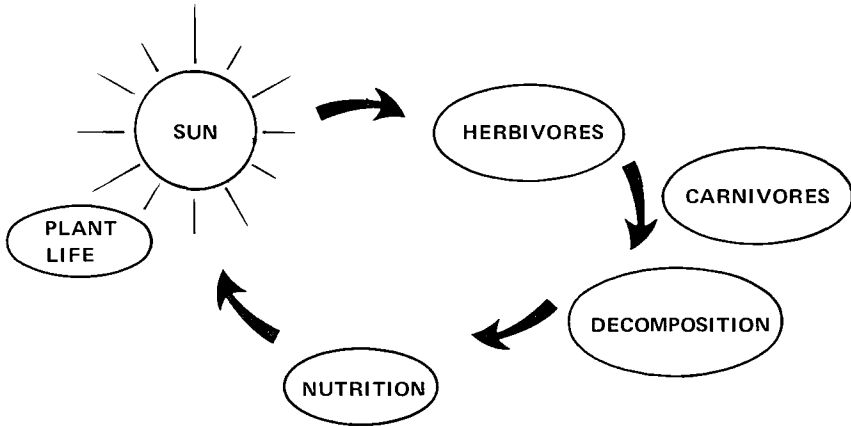 SUN
HERBIVORES
CARNIVORES
PLANT
LIFE
DECOMPOSITION
NUTRITION